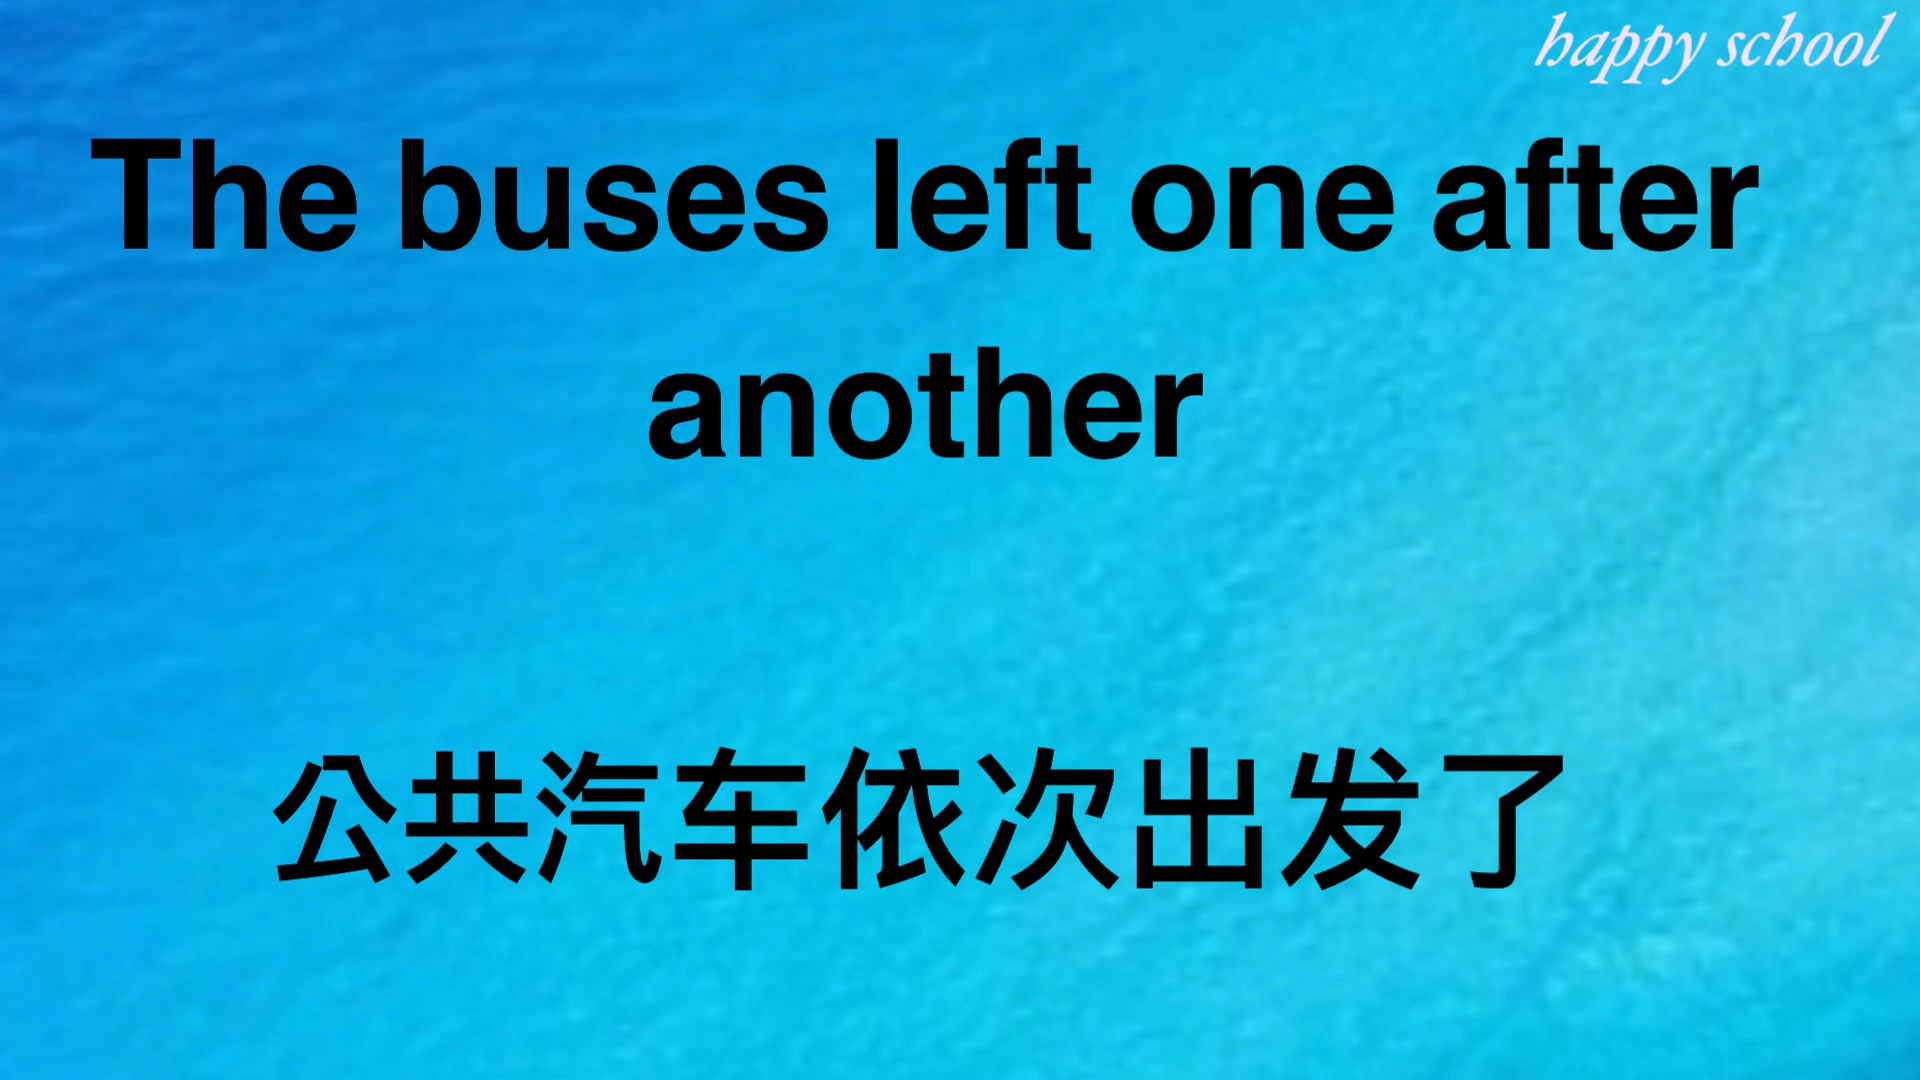 happy school
The buses left one after
another
公共汽车依次出发了